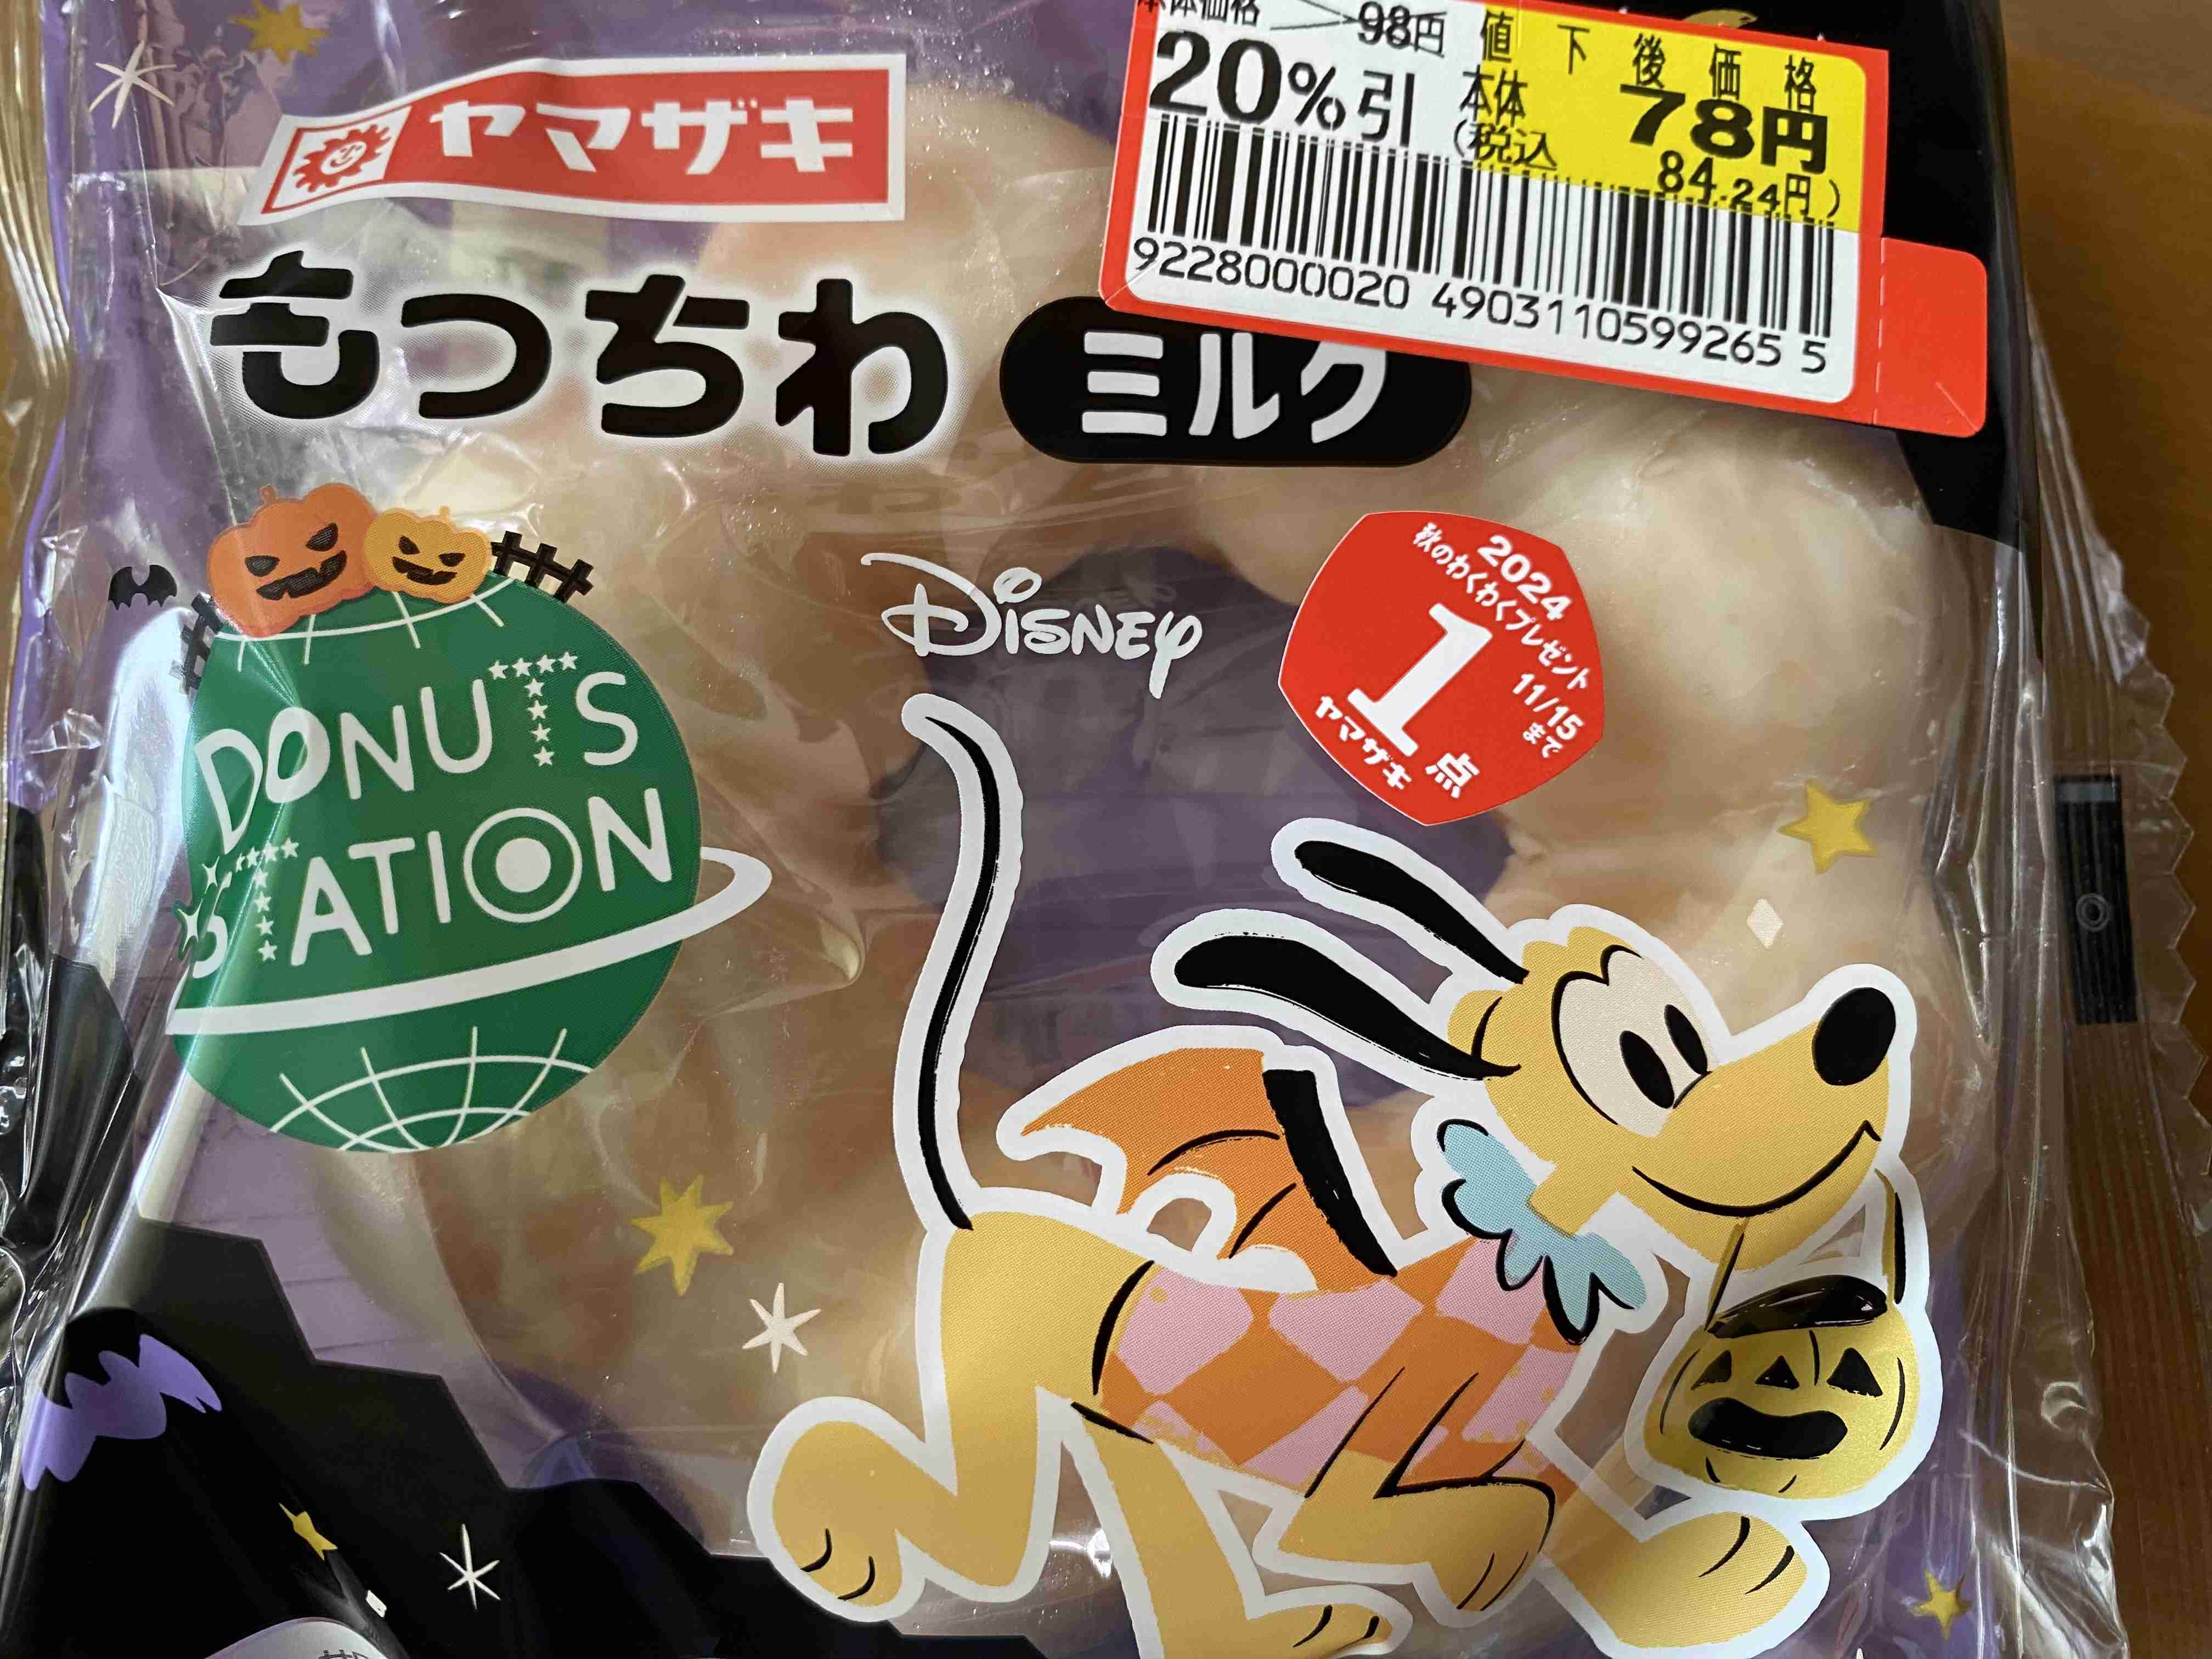 本体価格 98円 値下後価格
20%引 本体 78円
(税込 84.24円)
9228000020 4903110599265 5
ヤマザキ
もっちわ ミルク
Disney
2024
秋のわくわくプレゼント
11/15
まで
1点
ヤマザキ
DONUTS
STATION